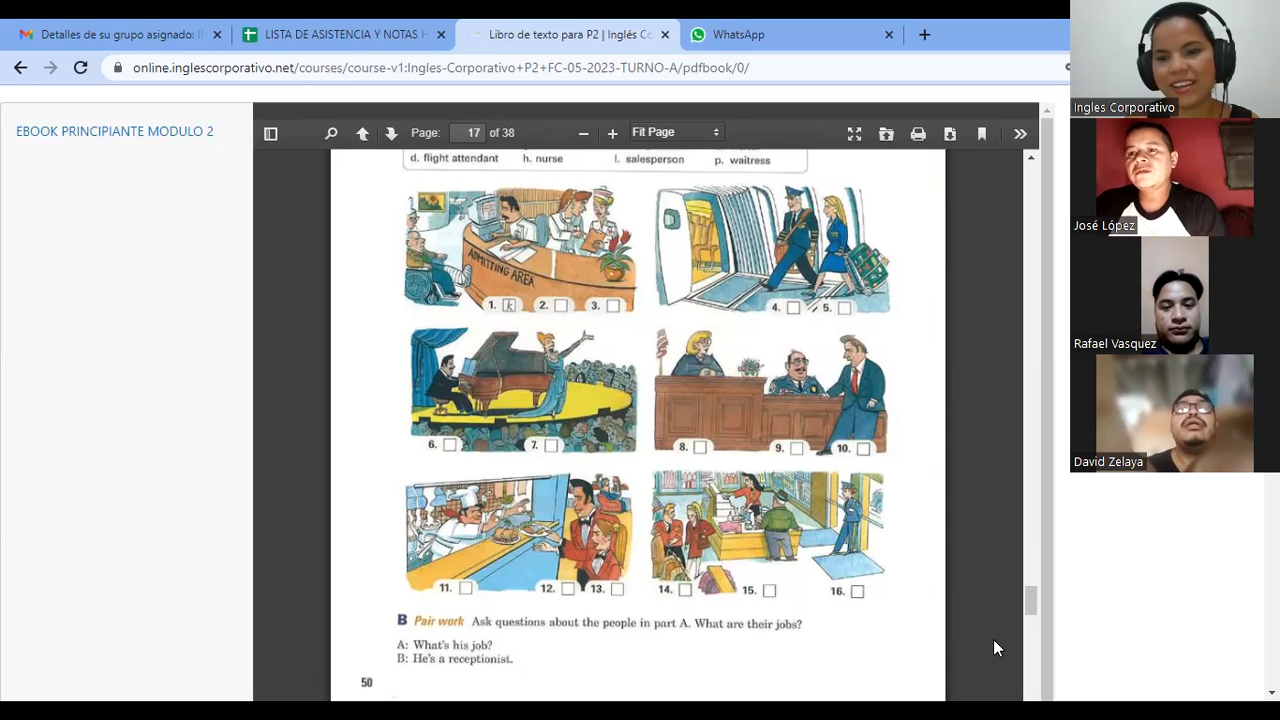 Detalles de su grupo asignado: I
LISTA DE ASISTENCIA Y NOTAS H
Libro de texto para P2 | Inglés Co
WhatsApp
online.inglescorporativo.net/courses/course-v1:Ingles-Corporativo+P2+FC-05-2023-TURNO-A/pdfbook/0/
EBOOK PRINCIPIANTE MODULO 2
Page: 17 of 38
Fit Page
d. flight attendant h. nurse l. salesperson p. waitress
ADMITTING AREA
1. k 2. 3.
4. 5.
6. 7.
8. 9. 10.
11. 12. 13.
14. 15. 16.
B Pair work Ask questions about the people in part A. What are their jobs?
A: What's his job?
B: He's a receptionist.
50
Ingles Corporativo
José López
Rafael Vasquez
David Zelaya